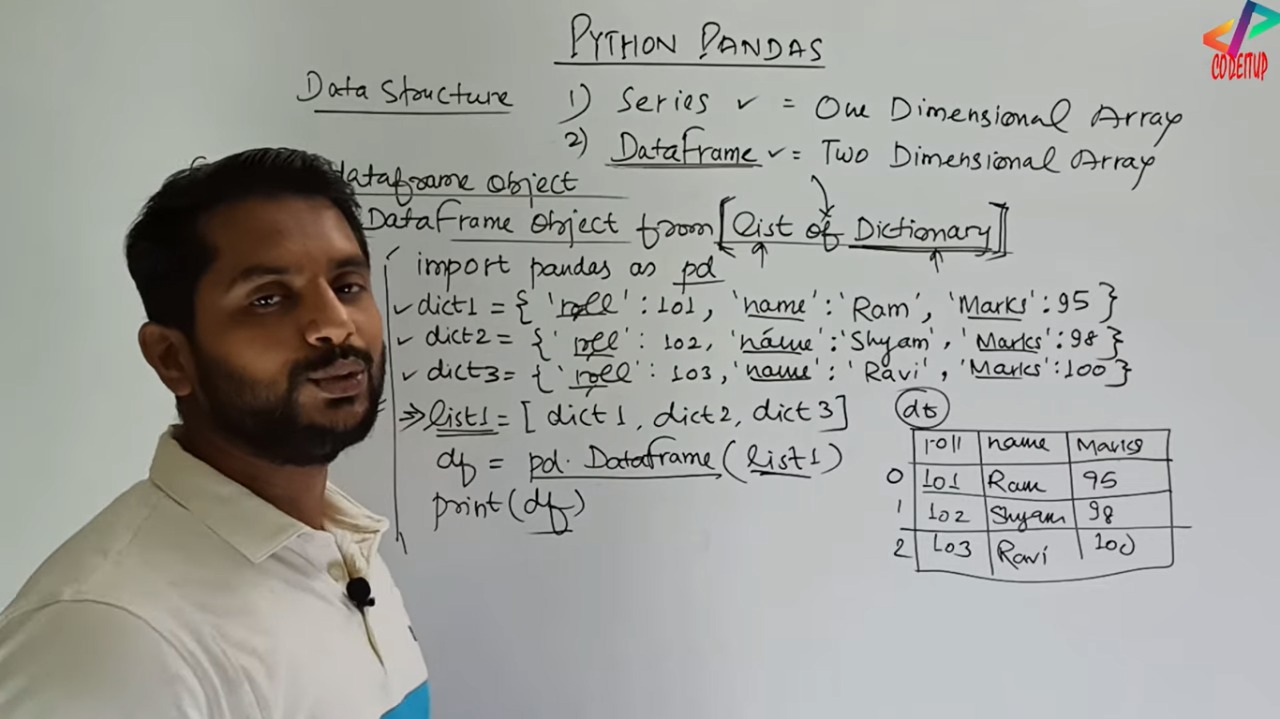 PYTHON PANDAS
CODEITUP
Data Structure 1) Series ✓ = One Dimensional Array
2) DataFrame ✓ = Two Dimensional Array
dataframe object
DataFrame object from [list of Dictionary]
import pandas as pd
✓ dict1 = { 'roll' : 101, 'name' : 'Ram', 'Marks' : 95 }
✓ dict2 = { 'roll' : 102, 'name' : 'Shyam', 'Marks' : 98 }
✓ dict3 = { 'roll' : 103, 'name' : 'Ravi', 'Marks' : 100 }
⇒ list1 = [ dict1, dict2, dict3 ]
df = pd. Dataframe (list1)
print (df)
df
roll name Marks
0 101 Ram 95
1 102 Shyam 98
2 103 Ravi 100